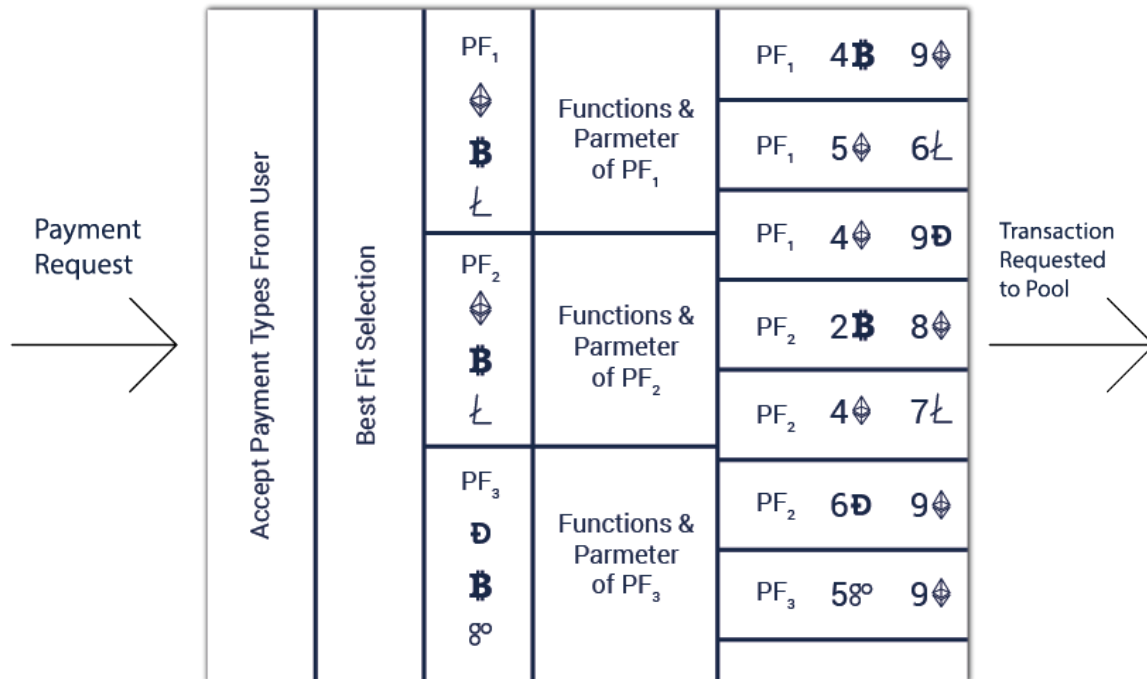 Payment
Request
Accept Payment Types From User
Best Fit Selection
PF₁
Ƀ
Ł
PF₂
Ƀ
Ł
PF₃
Ð
Ƀ
Functions &
Parmeter
of PF₁
Functions &
Parmeter
of PF₂
Functions &
Parmeter
of PF₃
PF₁ 4Ƀ 9
PF₁ 5 6Ł
PF₁ 4 9Ð
PF₂ 2Ƀ 8
PF₂ 4 7Ł
PF₂ 6Ð 9
PF₃ 5 9
Transaction
Requested
to Pool